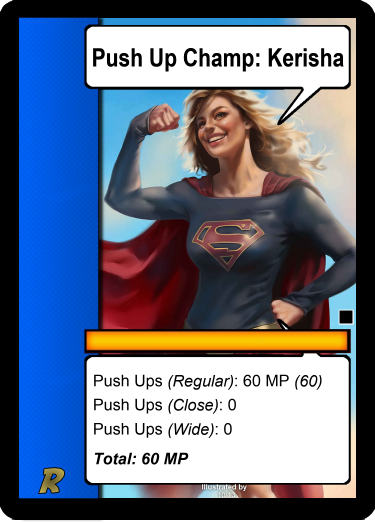 Push Up Champ: Kerisha
S
Push Ups (Regular): 60 MP (60)
Push Ups (Close): 0
Push Ups (Wide): 0
Total: 60 MP
R
Illustrated by